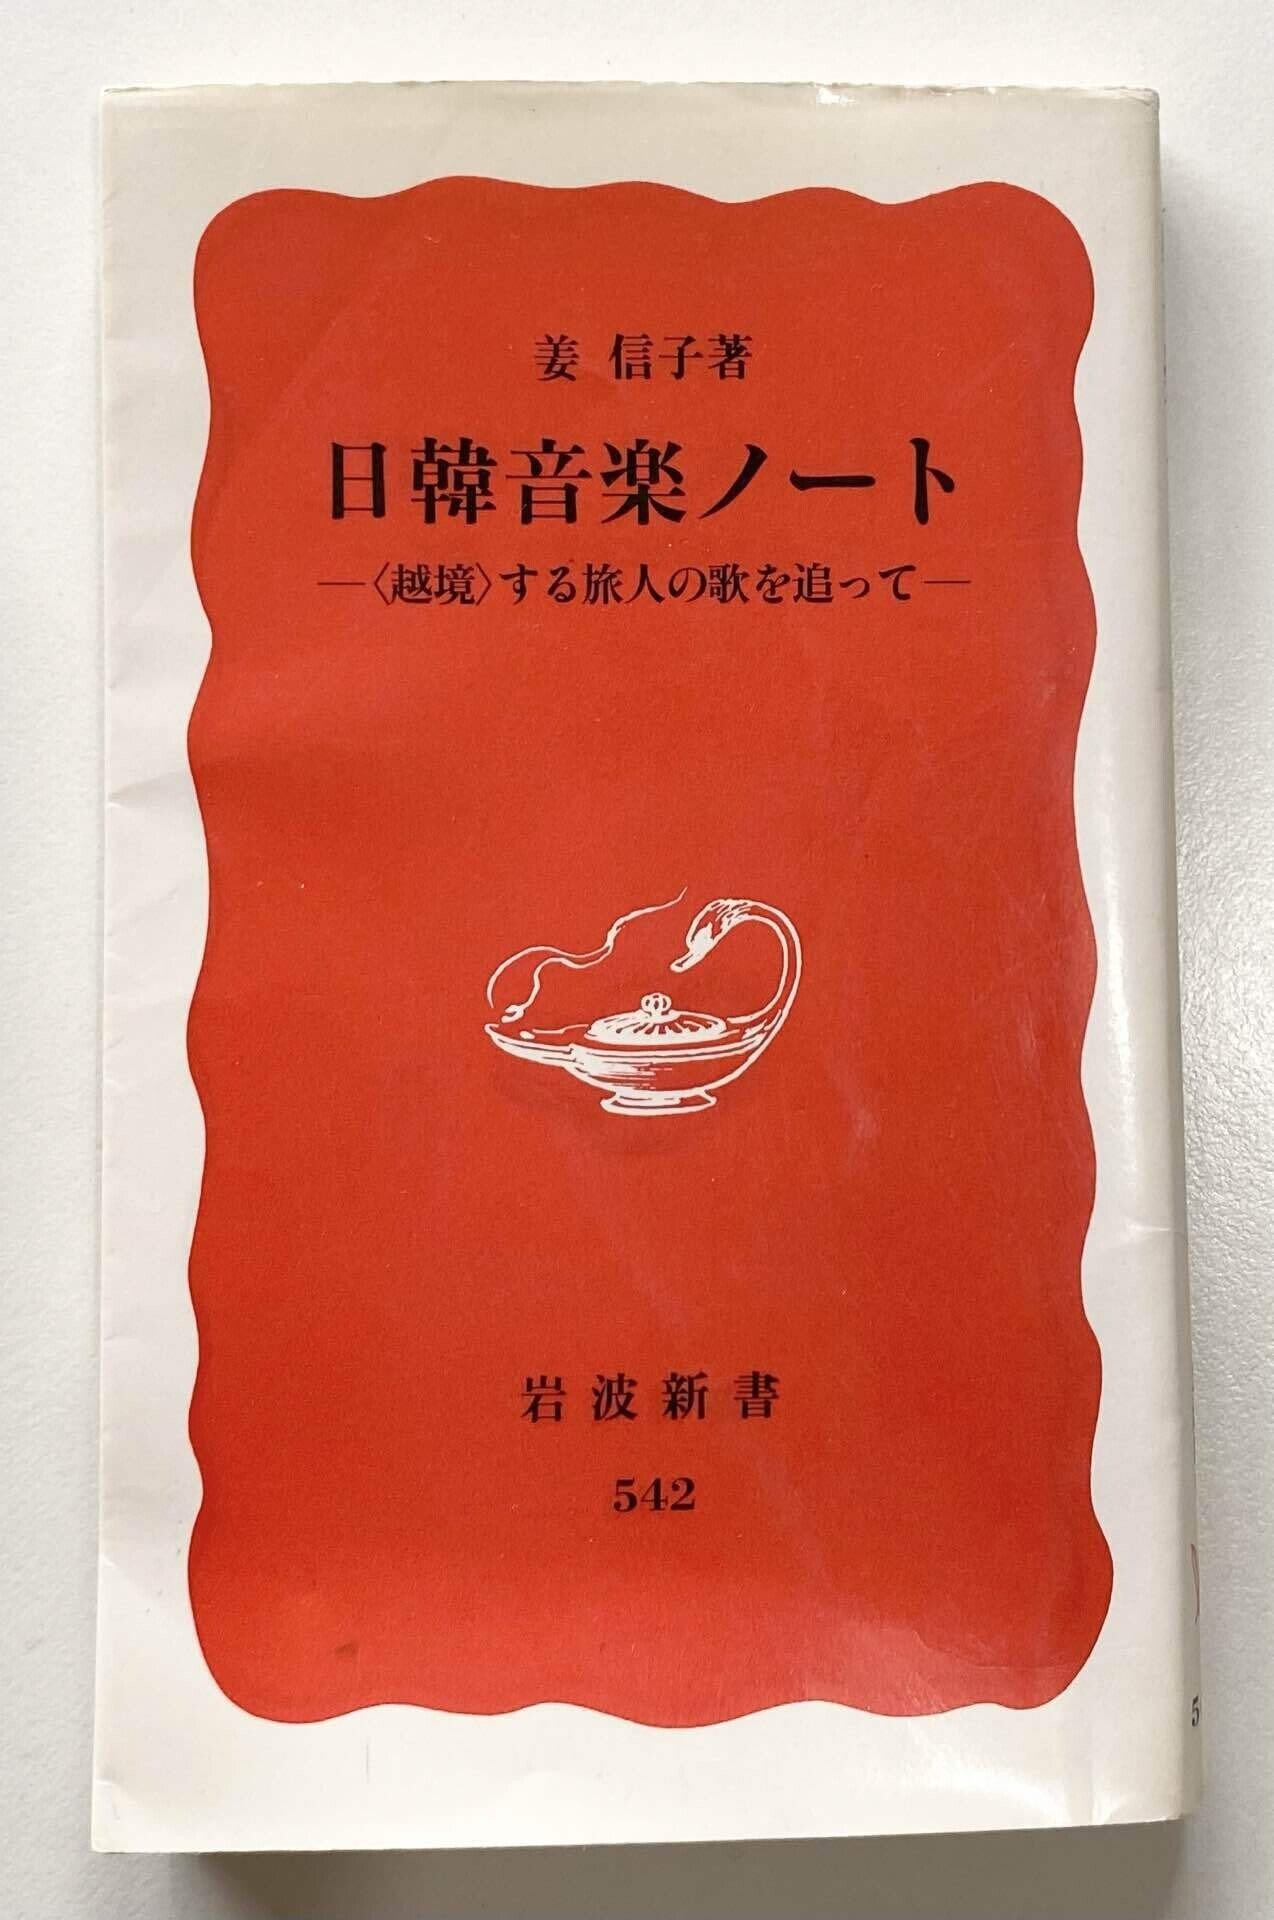 姜 信子著
日韓音楽ノート
―〈越境〉する旅人の歌を追って―
岩波新書
542